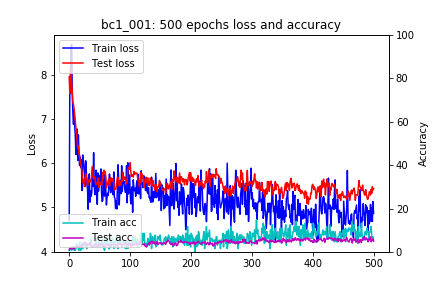 bc1_001: 500 epochs loss and accuracy
Train loss
Test loss
Train acc
Test acc
Loss
Accuracy
8
7
6
5
4
100
80
60
40
20
0
0
100
200
300
400
500